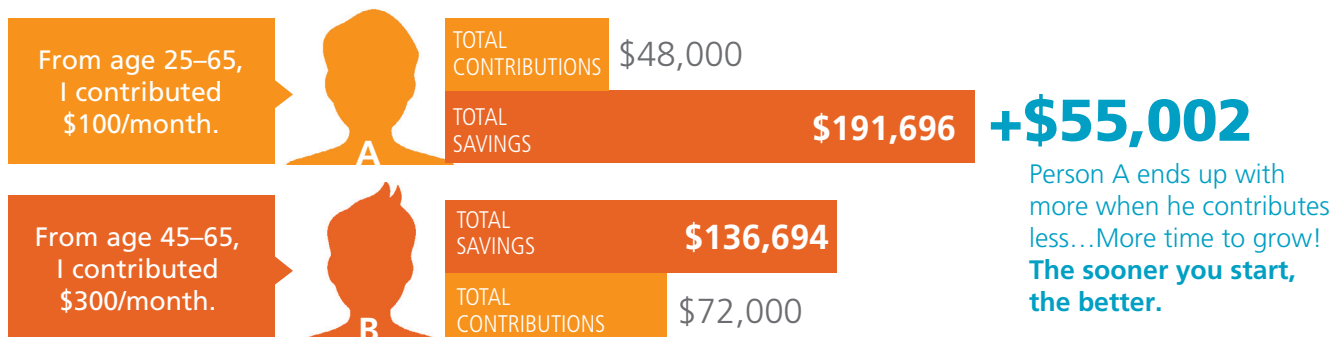 From age 25–65,
I contributed
$100/month.
A
TOTAL
CONTRIBUTIONS
$48,000
TOTAL
SAVINGS
$191,696
+$55,002
Person A ends up with
more when he contributes
less…More time to grow!
The sooner you start,
the better.
From age 45–65,
I contributed
$300/month.
B
TOTAL
SAVINGS
$136,694
TOTAL
CONTRIBUTIONS
$72,000